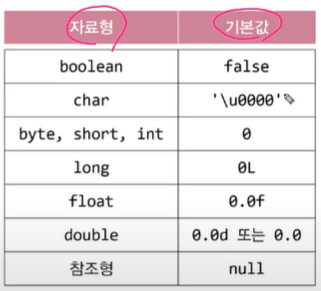 자료형 기본값
boolean false
char '\u0000'
byte, short, int 0
long 0L
float 0.0f
double 0.0d 또는 0.0
참조형 null